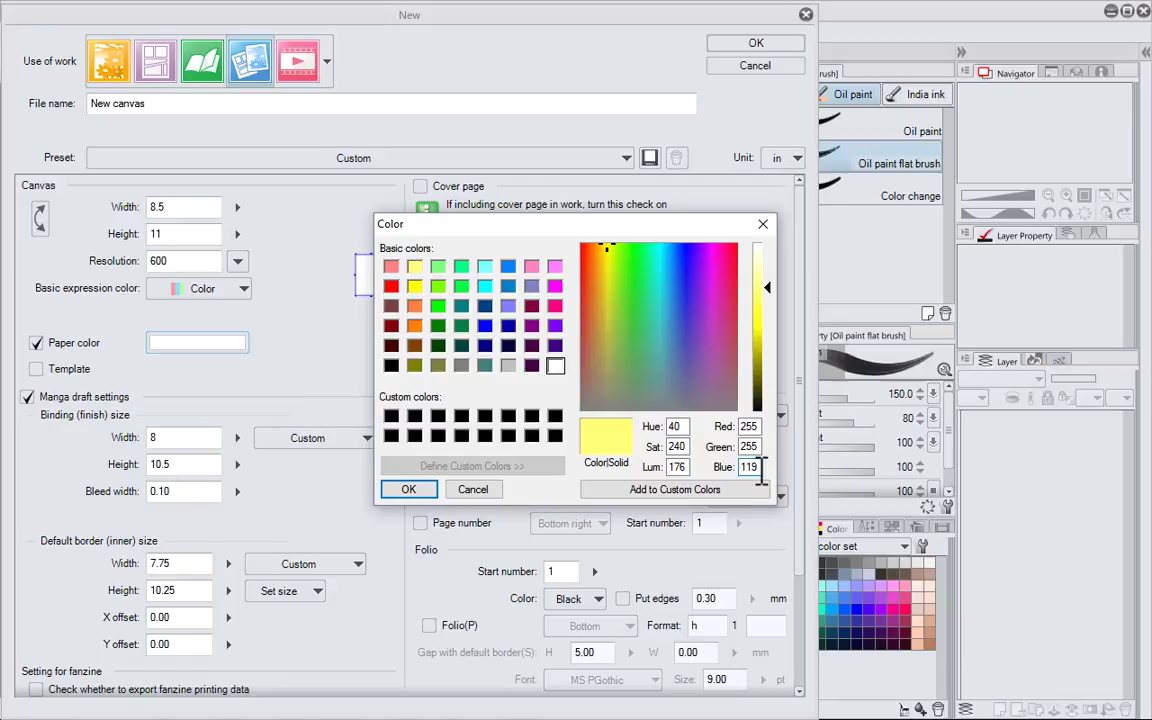 New
Use of work
OK
Cancel
File name: New canvas
Preset: Custom Unit: in
Canvas
Width: 8.5
Height: 11
Resolution: 600
Basic expression color: Color
Paper color
Template
Manga draft settings
Binding (finish) size
Width: 8 Custom
Height: 10.5
Bleed width: 0.10
Default border (inner) size
Width: 7.75 Custom
Height: 10.25 Set size
X offset: 0.00
Y offset: 0.00
Setting for fanzine
Check whether to export fanzine printing data
Cover page
If including cover page in work, turn this check on
Color
Basic colors:
Custom colors:
Define Custom Colors >>
OK Cancel
Color|Solid
Hue: 40 Red: 255
Sat: 240 Green: 255
Lum: 176 Blue: 119
Add to Custom Colors
Page number Bottom right Start number: 1
Folio
Start number: 1
Color: Black Put edges 0.30 mm
Folio(P) Bottom Format: h 1
Gap with default border(S) H 5.00 W 0.00 mm
Font: MS PGothic Size: 9.00 pt
rush]
Oil paint India ink
Oil paint
Oil paint flat brush
Color change
rty [Oil paint flat brush]
150.0
80
100
100
100
Color
color set
Navigator
Layer Property
Layer